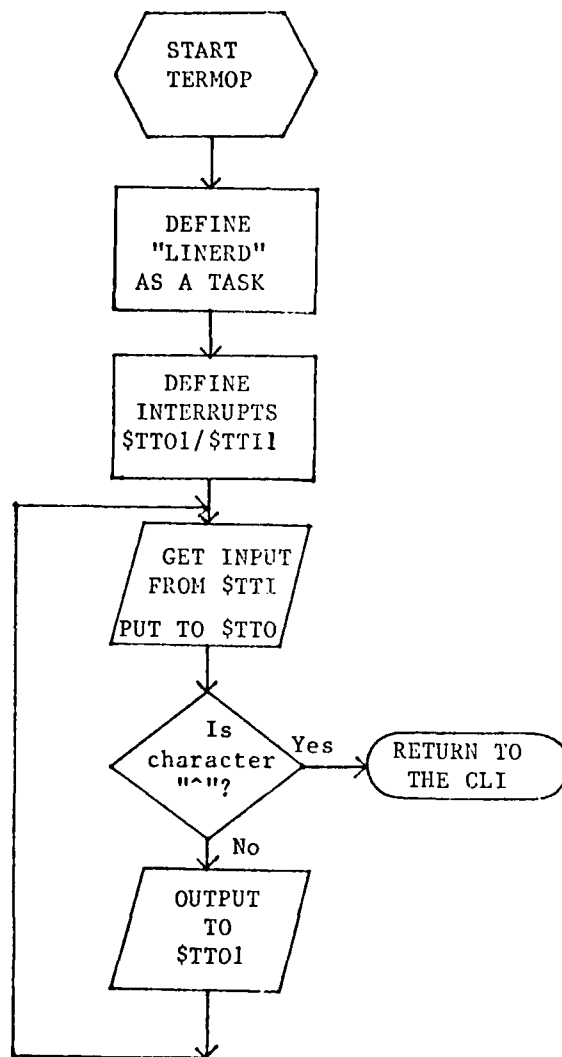 START
TERMOP
DEFINE
"LINERD"
AS A TASK
DEFINE
INTERRUPTS
$TTO1/$TTI1
GET INPUT
FROM $TTI
PUT TO $TTO
Is
character
"^"?
Yes
RETURN TO
THE CLI
No
OUTPUT
TO
$TTO1